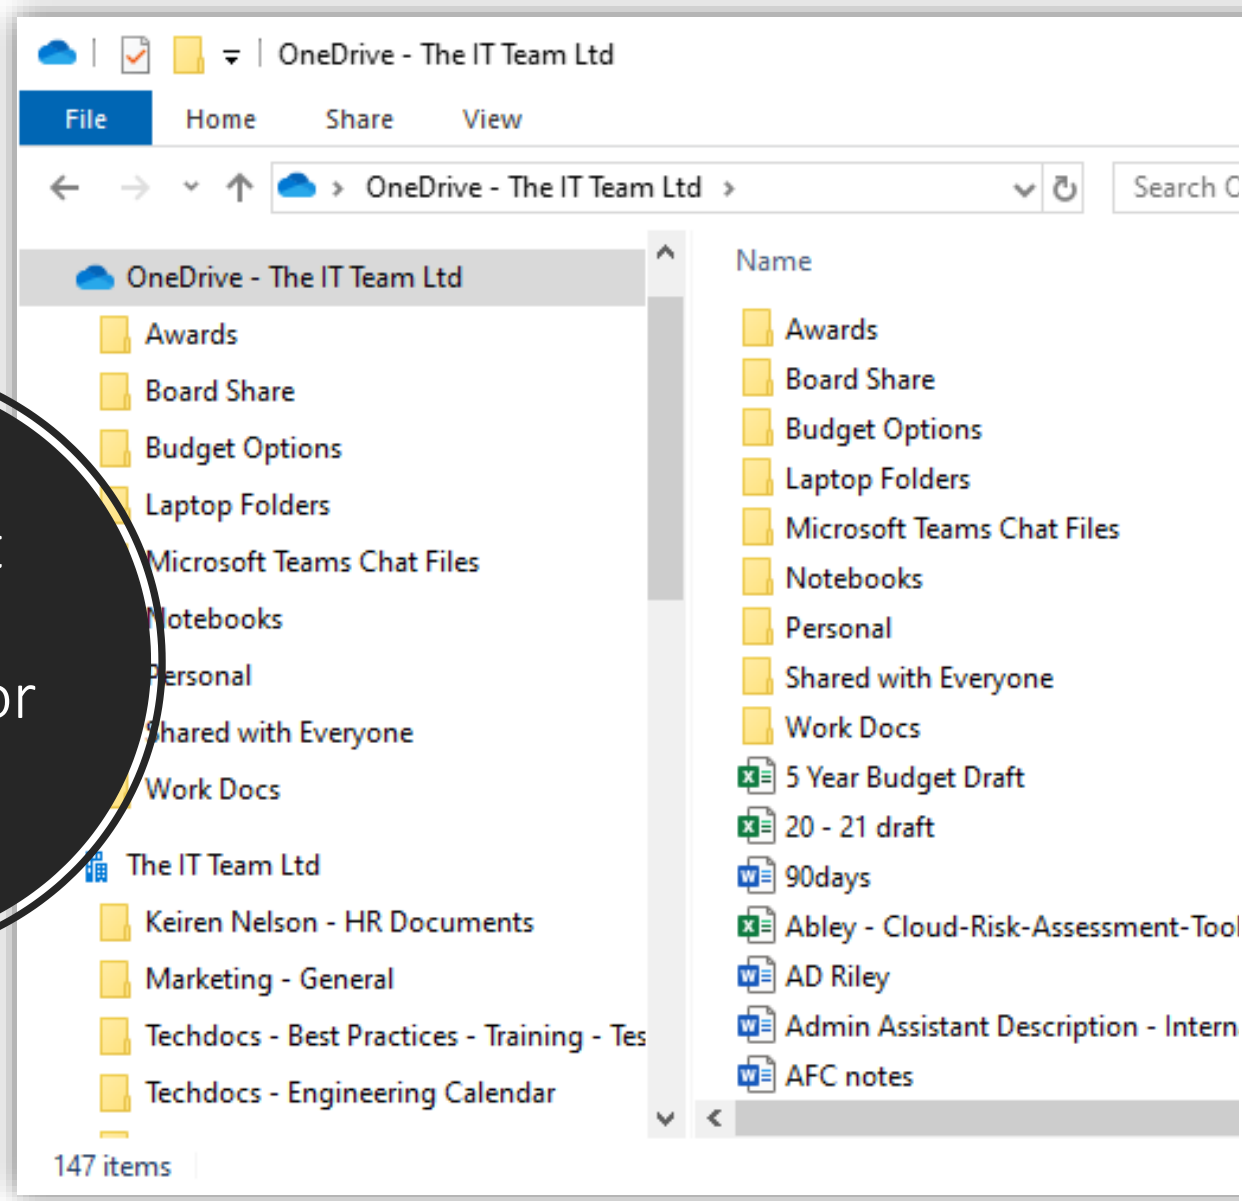 OneDrive - The IT Team Ltd
File Home Share View
OneDrive - The IT Team Ltd
Search
OneDrive - The IT Team Ltd
Awards
Board Share
Budget Options
Laptop Folders
Microsoft Teams Chat Files
Notebooks
Personal
Shared with Everyone
Work Docs
The IT Team Ltd
Keiren Nelson - HR Documents
Marketing - General
Techdocs - Best Practices - Training - Tes
Techdocs - Engineering Calendar
Name
Awards
Board Share
Budget Options
Laptop Folders
Microsoft Teams Chat Files
Notebooks
Personal
Shared with Everyone
Work Docs
5 Year Budget Draft
20 - 21 draft
90days
Abley - Cloud-Risk-Assessment-Tool
AD Riley
Admin Assistant Description - Intern
AFC notes
147 items